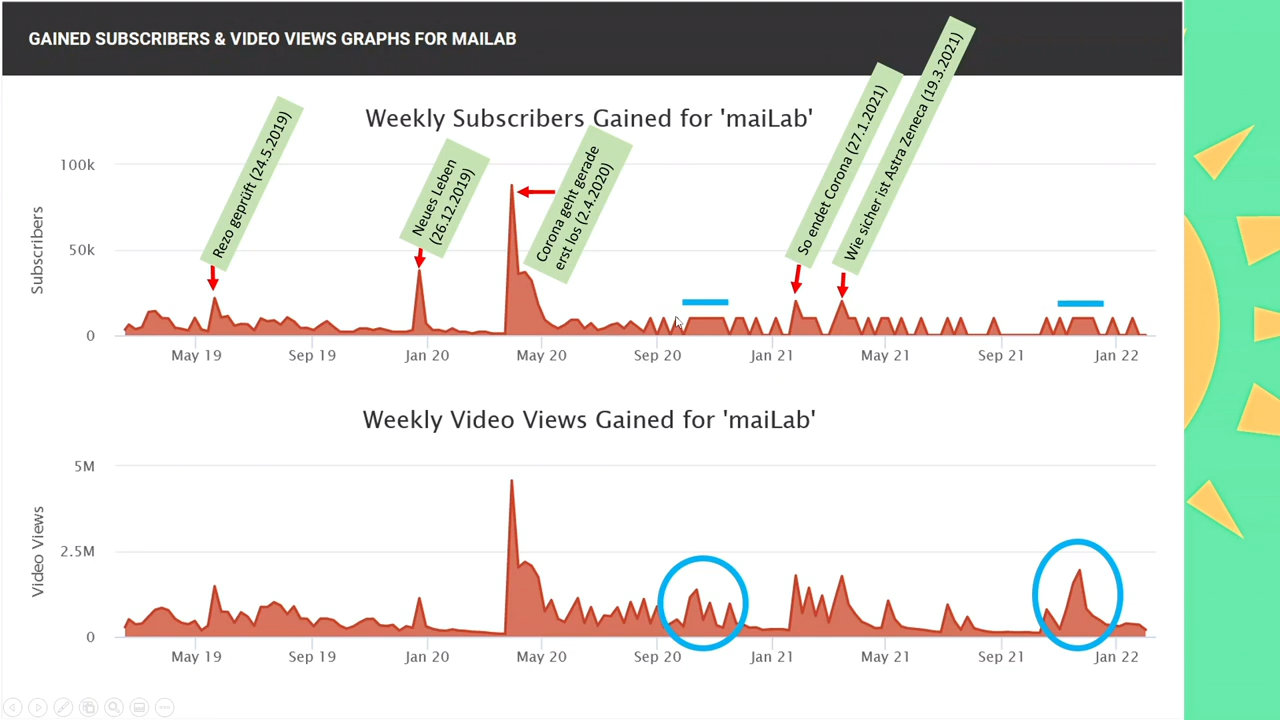 GAINED SUBSCRIBERS & VIDEO VIEWS GRAPHS FOR MAILAB
Weekly Subscribers Gained for 'maiLab'
Subscribers
100k
50k
0
Rezo geprüft (24.5.2019)
Neues Leben
(26.12.2019)
Corona geht gerade
erst los (2.4.2020)
So endet Corona (27.1.2021)
Wie sicher ist Astra Zeneca (19.3.2021)
May 19 Sep 19 Jan 20 May 20 Sep 20 Jan 21 May 21 Sep 21 Jan 22
Weekly Video Views Gained for 'maiLab'
Video Views
5M
2.5M
0
May 19 Sep 19 Jan 20 May 20 Sep 20 Jan 21 May 21 Sep 21 Jan 22